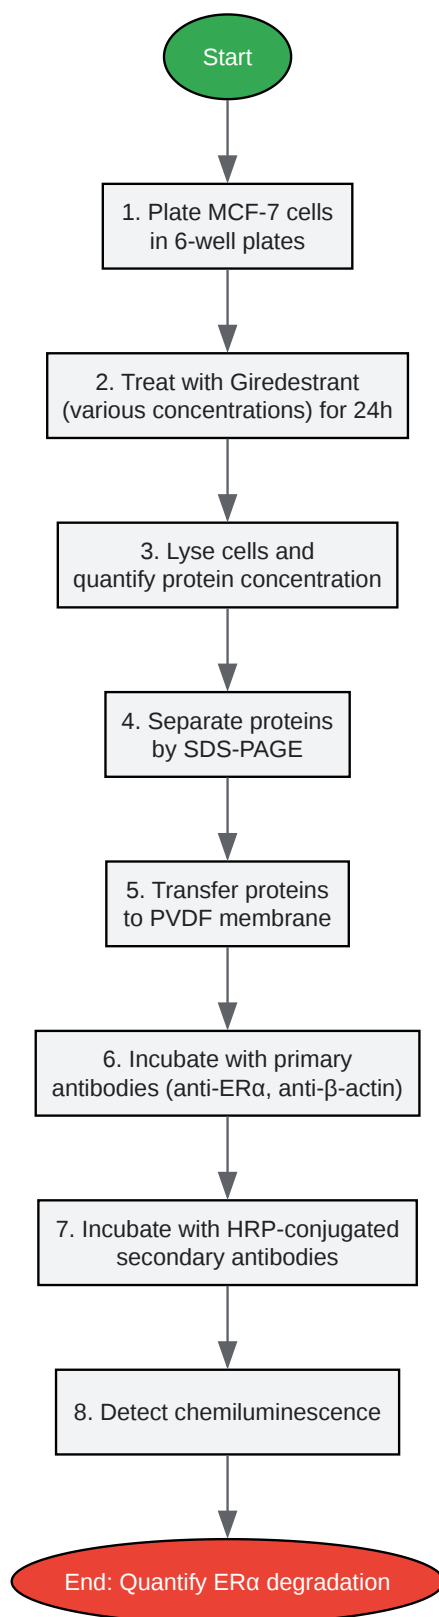 Start
1. Plate MCF-7 cells
in 6-well plates
2. Treat with Giredestrant
(various concentrations) for 24h
3. Lyse cells and
quantify protein concentration
4. Separate proteins
by SDS-PAGE
5. Transfer proteins
to PVDF membrane
6. Incubate with primary
antibodies (anti-ERα, anti-β-actin)
7. Incubate with HRP-conjugated
secondary antibodies
8. Detect chemiluminescence
End: Quantify ERα degradation